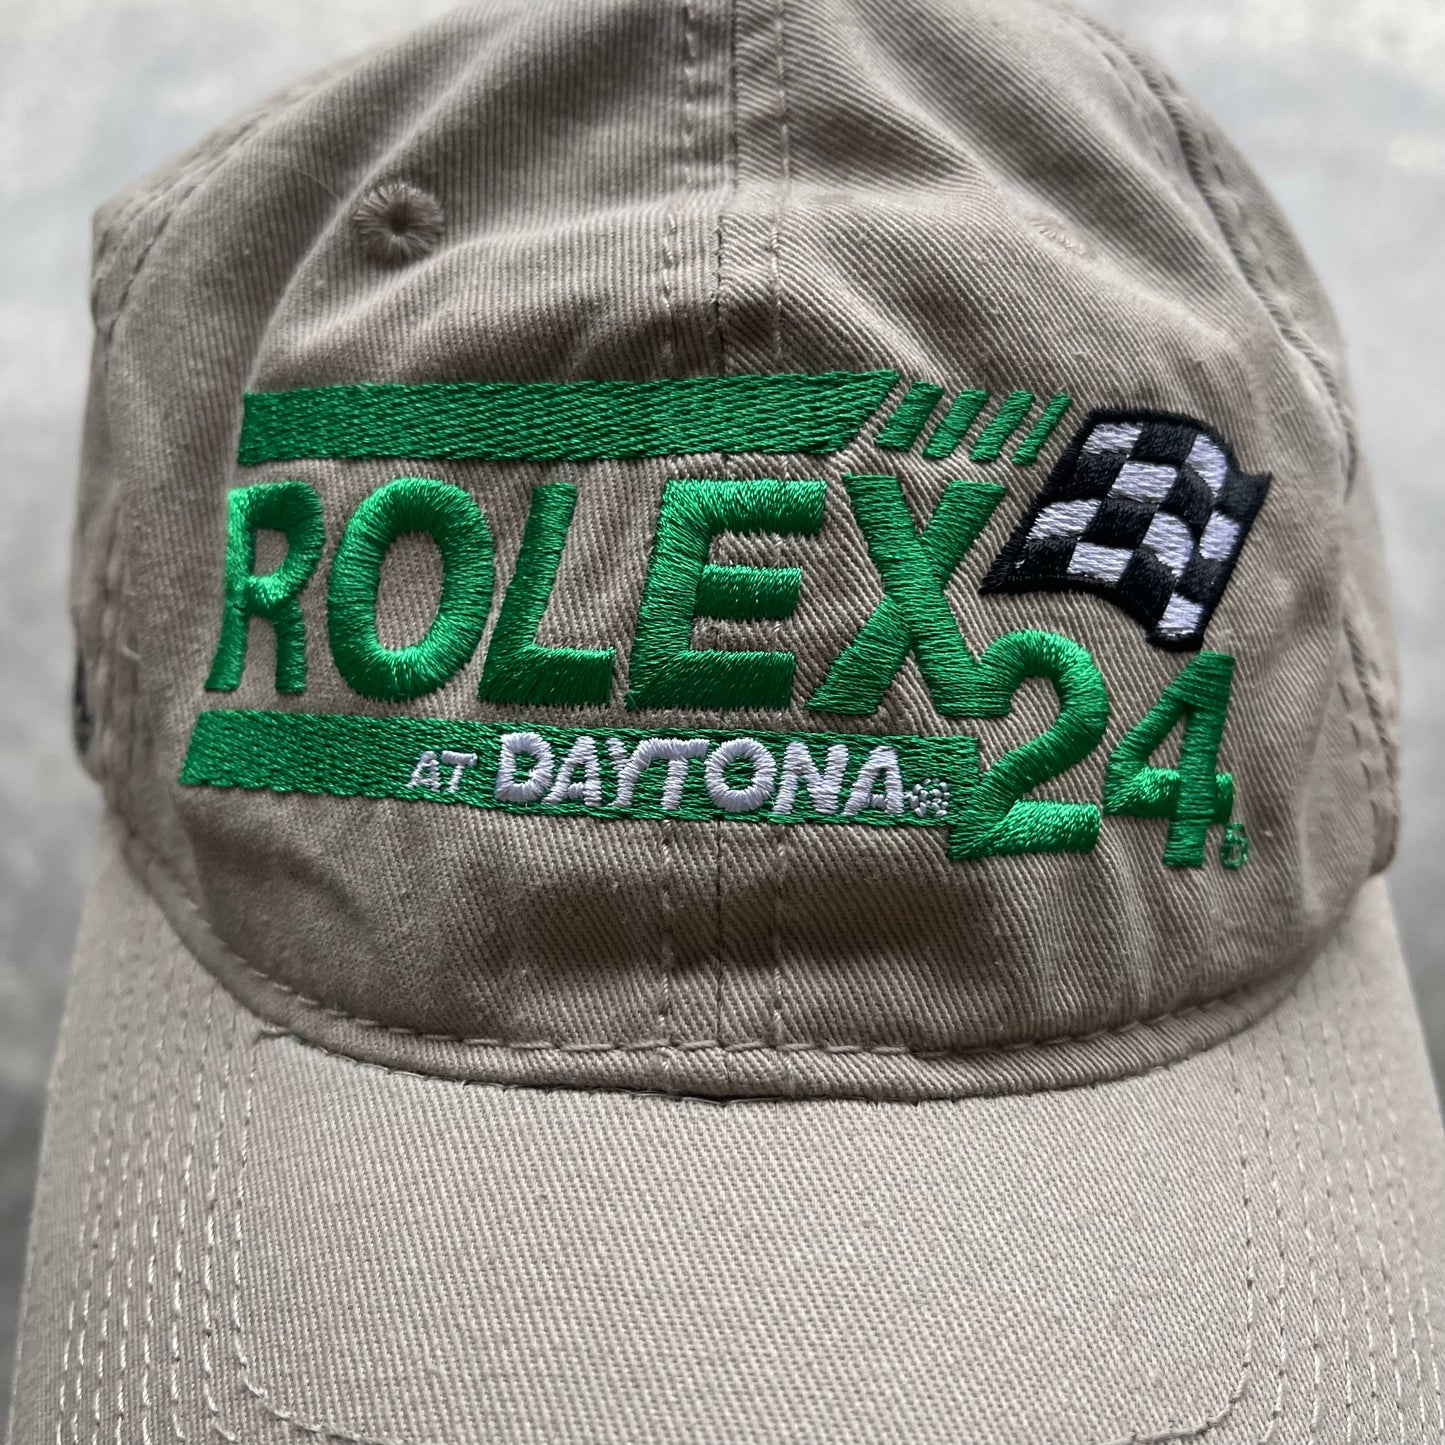 ROLEX 24
AT DAYTONA